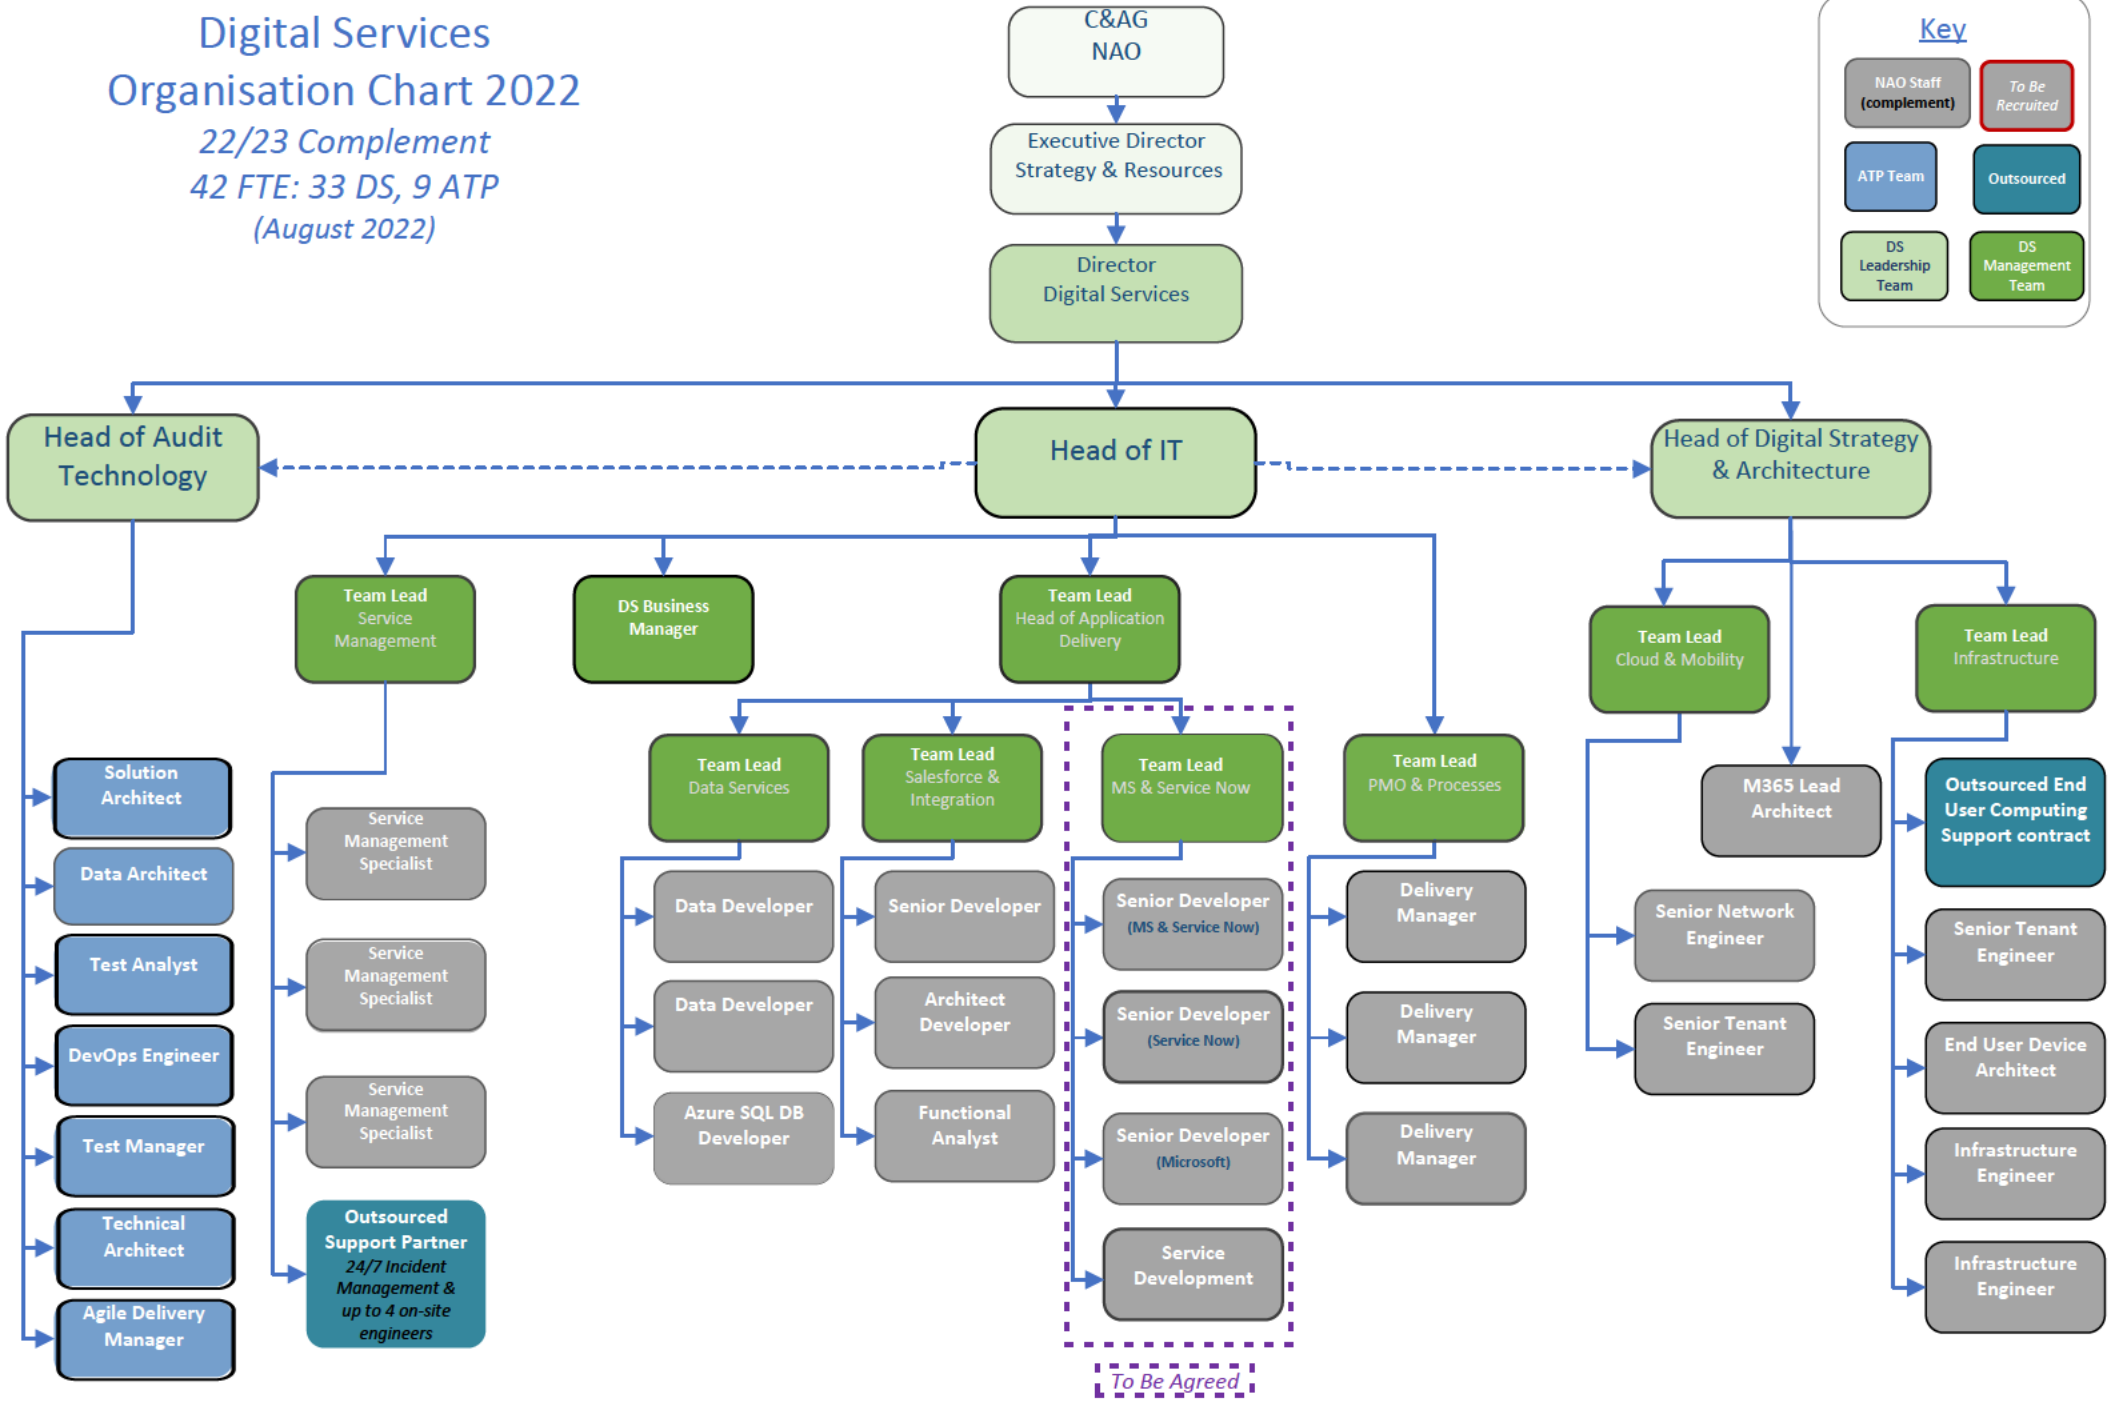 Digital Services
Organisation Chart 2022
22/23 Complement
42 FTE: 33 DS, 9 ATP
(August 2022)
C&AG
NAO
Executive Director
Strategy & Resources
Director
Digital Services
Key
NAO Staff
(complement)
To Be
Recruited
ATP Team
Outsourced
DS
Leadership
Team
DS
Management
Team
Head of Audit
Technology
Head of IT
Head of Digital Strategy
& Architecture
Team Lead
Service
Management
DS Business
Manager
Team Lead
Head of Application
Delivery
Team Lead
Cloud & Mobility
Team Lead
Infrastructure
Team Lead
Data Services
Team Lead
Salesforce &
Integration
Team Lead
MS & Service Now
Team Lead
PMO & Processes
Solution
Architect
Data Architect
Test Analyst
DevOps Engineer
Test Manager
Technical
Architect
Agile Delivery
Manager
Service
Management
Specialist
Service
Management
Specialist
Service
Management
Specialist
Outsourced
Support Partner
24/7 Incident
Management &
up to 4 on-site
engineers
Data Developer
Data Developer
Azure SQL DB
Developer
Senior Developer
Architect
Developer
Functional
Analyst
Senior Developer
(MS & Service Now)
Senior Developer
(Service Now)
Senior Developer
(Microsoft)
Service
Development
To Be Agreed
Delivery
Manager
Delivery
Manager
Delivery
Manager
Senior Network
Engineer
Senior Tenant
Engineer
M365 Lead
Architect
Outsourced End
User Computing
Support contract
Senior Tenant
Engineer
End User Device
Architect
Infrastructure
Engineer
Infrastructure
Engineer